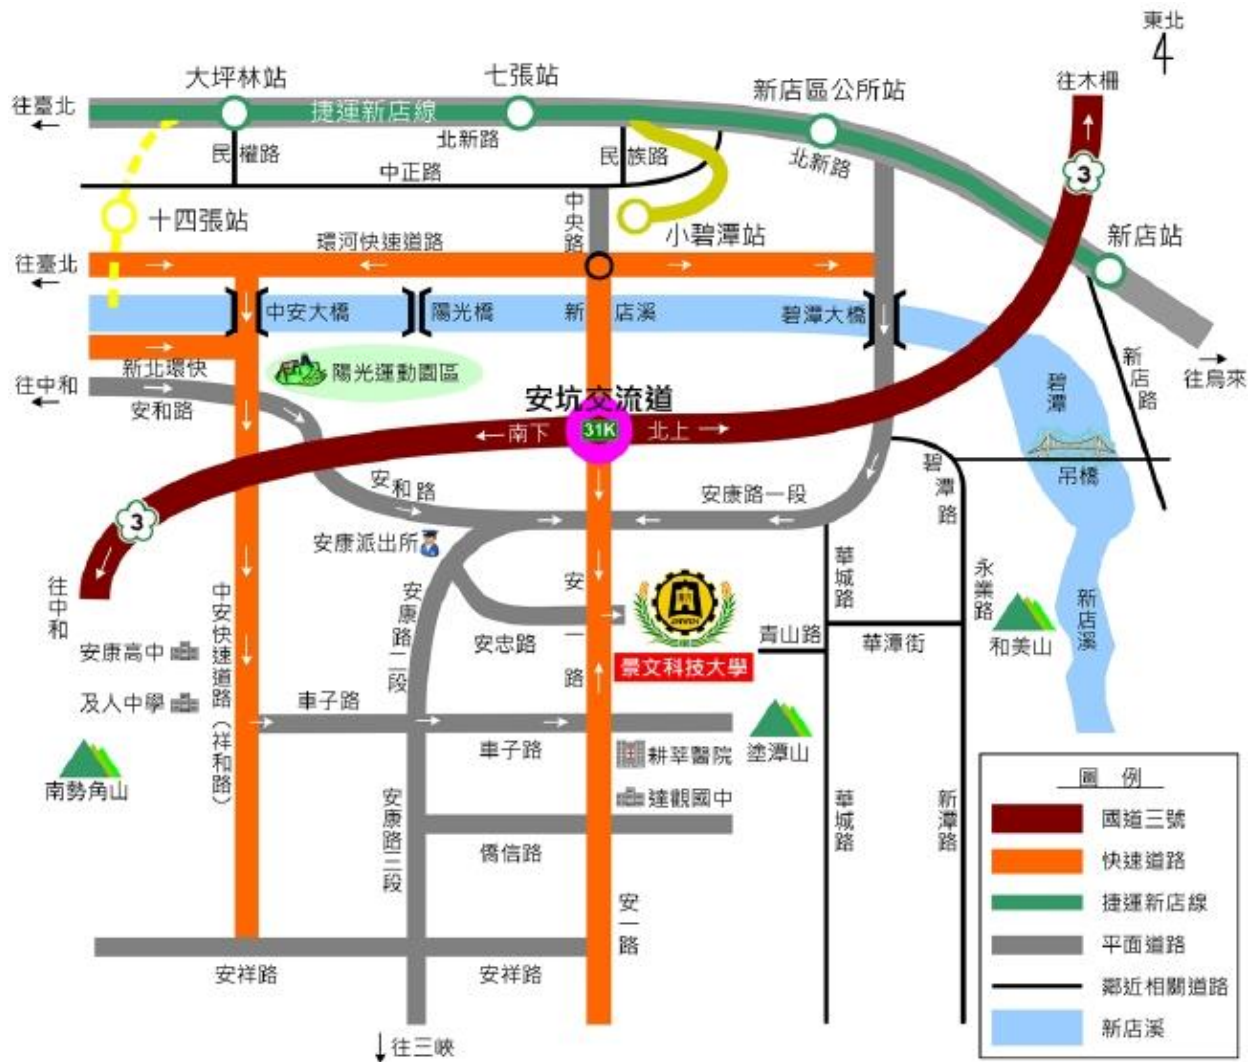 東北
往木柵
大坪林站
七張站
新店區公所站
往臺北
捷運新店線
北新路
北新路
民權路
民族路
中正路
十四張站
中央路
小碧潭站
新店站
環河快速道路
往臺北
中安大橋
陽光橋
新店溪
碧潭大橋
新北環快
陽光運動園區
往中和
安和路
新店路
往烏來
碧潭
安坑交流道
南下
31K
北上
3
3
吊橋
碧潭路
安和路
安康路一段
安康派出所
往中和
中安快速道路(祥和路)
安康路二段
安一路
華城路
永業路
新店溪
安康高中
安忠路
青山路
華潭街
和美山
景文科技大學
及人中學
車子路
車子路
耕莘醫院
塗潭山
南勢角山
達觀國中
安康路三段
僑信路
華城路
新潭路
安一路
安祥路
安祥路
往三峽
圖例
國道三號
快速道路
捷運新店線
平面道路
鄰近相關道路
新店溪